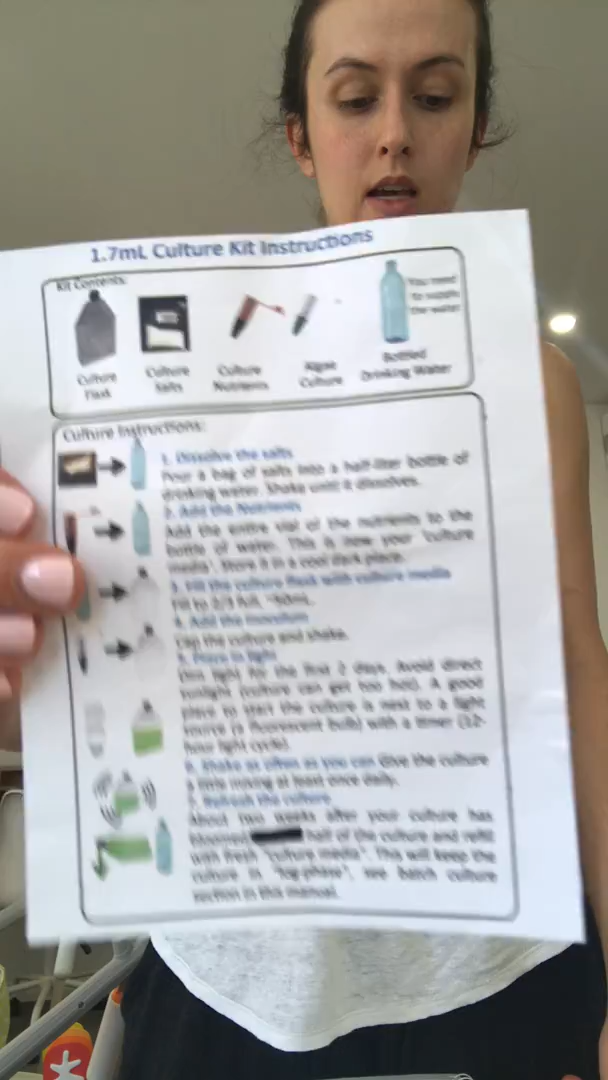 1.7mL Culture Kit Instructions
Kit Contents:
You need
to supply
the water
Culture
Flask
Culture
Salts
Culture
Nutrients
Algae
Culture
Bottled
Drinking Water
Culture Instructions:
1. Dissolve the salts
Pour a bag of salts into a half-liter bottle of
drinking water. Shake until it dissolves.
2. Add the Nutrients
Add the entire vial of the nutrients to the
bottle of water. This is now your "culture
media". Store it in a cool dark place.
3. Fill the culture flask with culture media
Fill to 2/3 full, ~50mL.
4. Add the inoculum
Cap the culture and shake.
5. Place in light
Dim light for the first 2 days. Avoid direct
sunlight (culture can get too hot). A good
place to start the culture is next to a light
source (a fluorescent bulb) with a timer (12-
hour light cycle).
6. Shake as often as you can Give the culture
a little mixing at least once daily.
7. Refresh the culture
About two weeks after your culture has
bloomed half of the culture and refill
with fresh "culture media". This will keep the
culture in "log-phase", see batch culture
section in this manual.